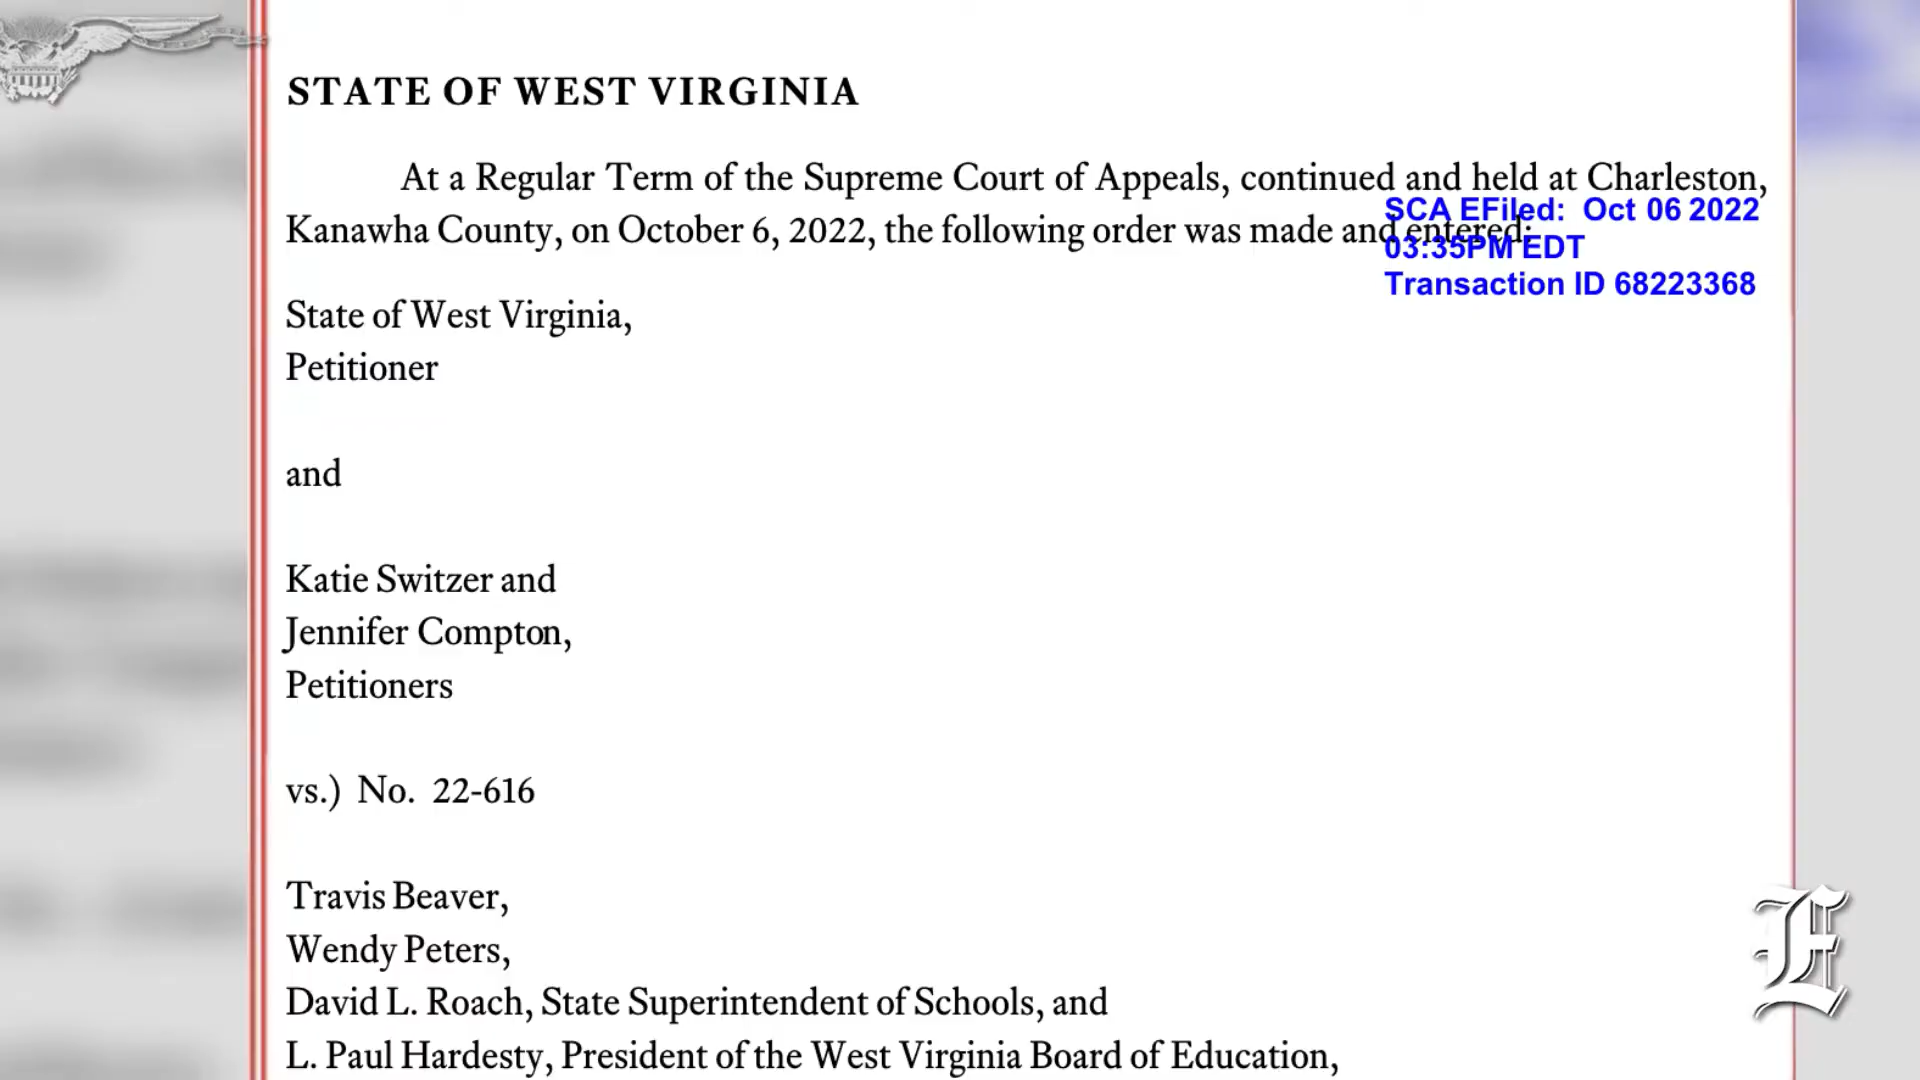 STATE OF WEST VIRGINIA
At a Regular Term of the Supreme Court of Appeals, continued and held at Charleston,
Kanawha County, on October 6, 2022, the following order was made and entered:
SCA EFiled: Oct 06 2022
03:35PM EDT
Transaction ID 68223368
State of West Virginia,
Petitioner
and
Katie Switzer and
Jennifer Compton,
Petitioners
vs.) No. 22-616
Travis Beaver,
Wendy Peters,
David L. Roach, State Superintendent of Schools, and
L. Paul Hardesty, President of the West Virginia Board of Education,
E